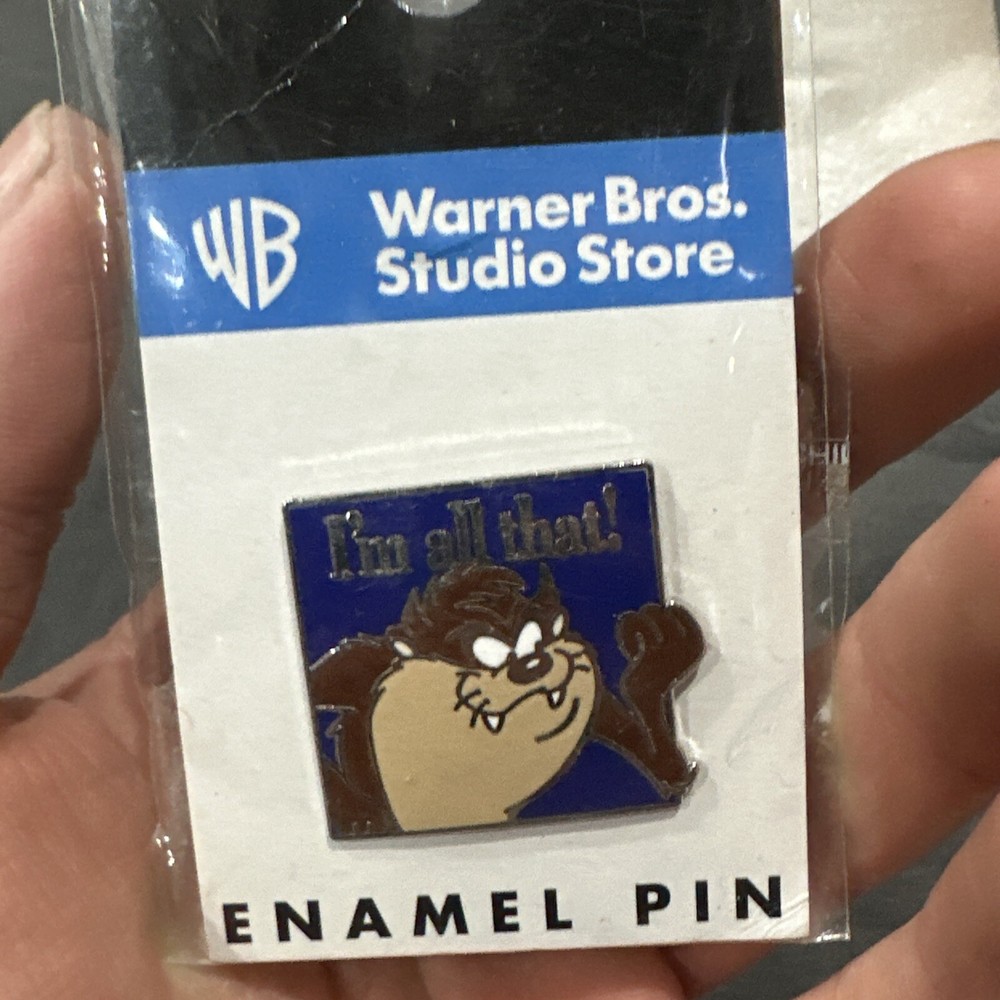 WB
Warner Bros.
Studio Store
I'm all that!
ENAMEL PIN